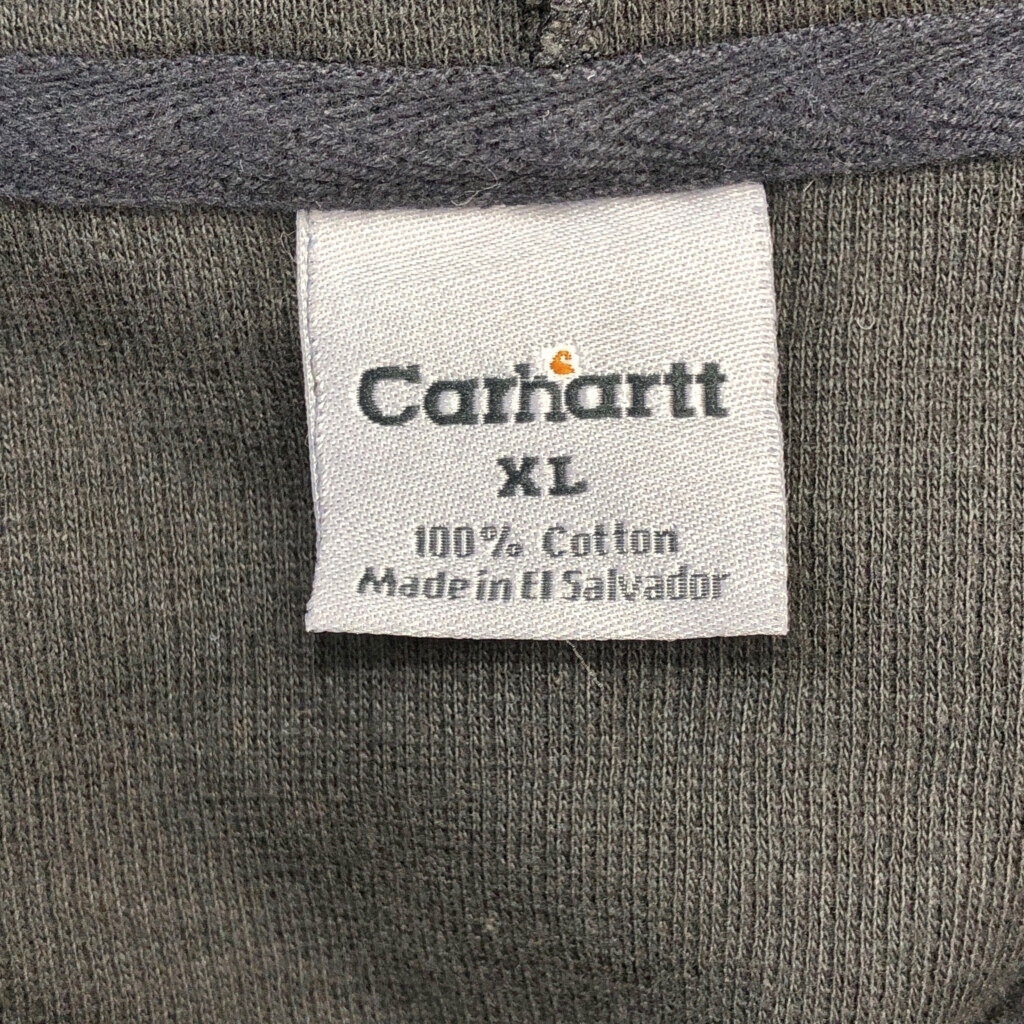 Carhartt
XL
100% Cotton
Made in El Salvador